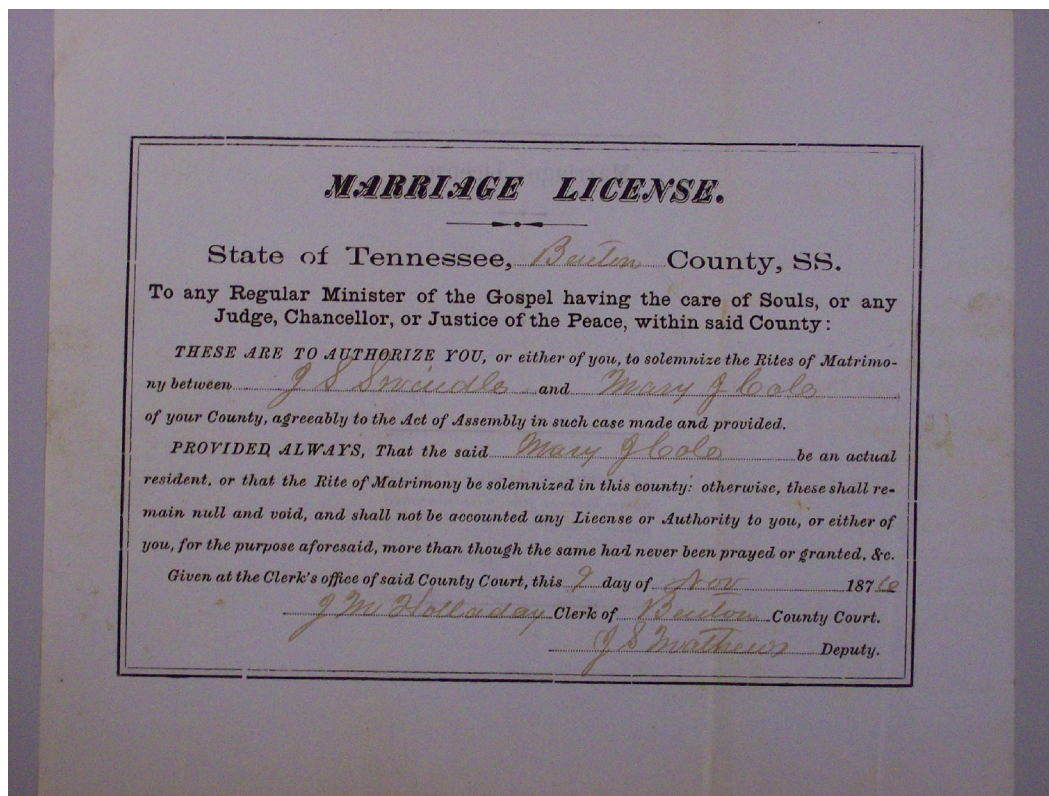 MARRIAGE LICENSE.
State of Tennessee, Benton County, SS.
To any Regular Minister of the Gospel having the care of Souls, or any
Judge, Chancellor, or Justice of the Peace, within said County:
THESE ARE TO AUTHORIZE YOU, or either of you, to solemnize the Rites of Matrimo-
ny between J S Swindle and Mary J Cole
of your County, agreeably to the Act of Assembly in such case made and provided.
PROVIDED, ALWAYS, That the said Mary J Cole be an actual
resident, or that the Rite of Matrimony be solemnized in this county: otherwise, these shall re-
main null and void, and shall not be accounted any License or Authority to you, or either of
you, for the purpose aforesaid, more than though the same had never been prayed or granted, &c.
Given at the Clerk's office of said County Court, this 9 day of Nov 1876
J M Holladay Clerk of Benton County Court.
J S Mathews Deputy.